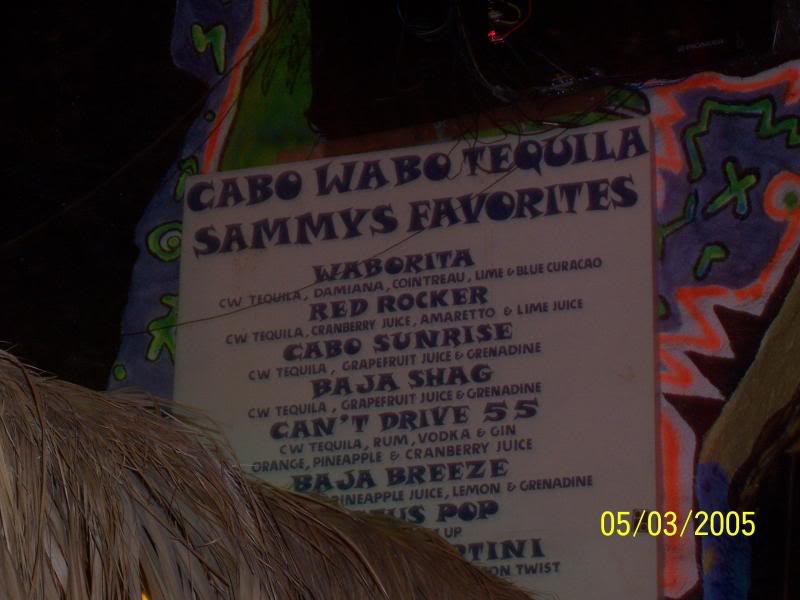 PIONEER
CABO WABO TEQUILA
SAMMYS FAVORITES
WABORITA
CW TEQUILA, DAMIANA, COINTREAU, LIME & BLUE CURACAO
RED ROCKER
CW TEQUILA, CRANBERRY JUICE, AMARETTO & LIME JUICE
CABO SUNRISE
CW TEQUILA, GRAPEFRUIT JUICE & GRENADINE
BAJA SHAG
CW TEQUILA, GRAPEFRUIT JUICE & GRENADINE
CAN'T DRIVE 55
CW TEQUILA, RUM, VODKA & GIN
ORANGE, PINEAPPLE & CRANBERRY JUICE
BAJA BREEZE
PINEAPPLE JUICE, LEMON & GRENADINE
POP
UP
TINI
TWIST
05/03/2005